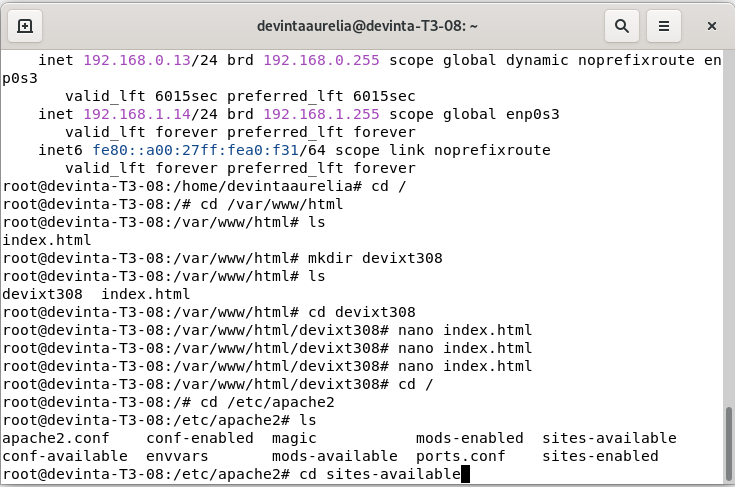 devintaaurelia@devinta-T3-08: ~
    inet 192.168.0.13/24 brd 192.168.0.255 scope global dynamic noprefixroute en
p0s3
       valid_lft 6015sec preferred_lft 6015sec
    inet 192.168.1.14/24 brd 192.168.1.255 scope global enp0s3
       valid_lft forever preferred_lft forever
    inet6 fe80::a00:27ff:fea0:f31/64 scope link noprefixroute
       valid_lft forever preferred_lft forever
root@devinta-T3-08:/home/devintaaurelia# cd /
root@devinta-T3-08:/# cd /var/www/html
root@devinta-T3-08:/var/www/html# ls
index.html
root@devinta-T3-08:/var/www/html# mkdir devixt308
root@devinta-T3-08:/var/www/html# ls
devixt308  index.html
root@devinta-T3-08:/var/www/html# cd devixt308
root@devinta-T3-08:/var/www/html/devixt308# nano index.html
root@devinta-T3-08:/var/www/html/devixt308# nano index.html
root@devinta-T3-08:/var/www/html/devixt308# nano index.html
root@devinta-T3-08:/var/www/html/devixt308# cd /
root@devinta-T3-08:/# cd /etc/apache2
root@devinta-T3-08:/etc/apache2# ls
apache2.conf    conf-enabled  magic           mods-enabled  sites-available
conf-available  envvars       mods-available  ports.conf    sites-enabled
root@devinta-T3-08:/etc/apache2# cd sites-available